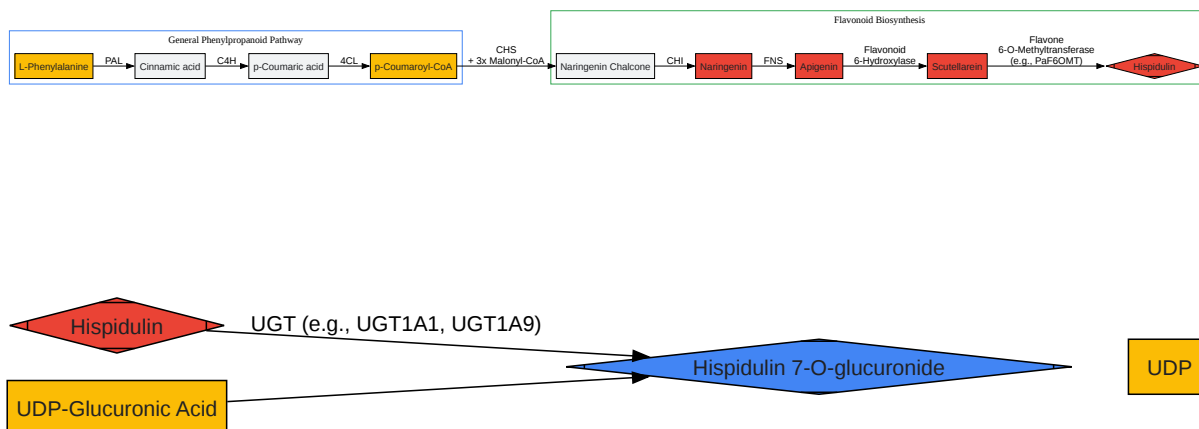 General Phenylpropanoid Pathway
Flavonoid Biosynthesis
L-Phenylalanine
PAL
Cinnamic acid
C4H
p-Coumaric acid
4CL
p-Coumaroyl-CoA
CHS
+ 3x Malonyl-CoA
Naringenin Chalcone
CHI
Naringenin
FNS
Apigenin
Flavonoid
6-Hydroxylase
Scutellarein
Flavone
6-O-Methyltransferase
(e.g., PaF6OMT)
Hispidulin
Hispidulin
UGT (e.g., UGT1A1, UGT1A9)
Hispidulin 7-O-glucuronide
UDP
UDP-Glucuronic Acid